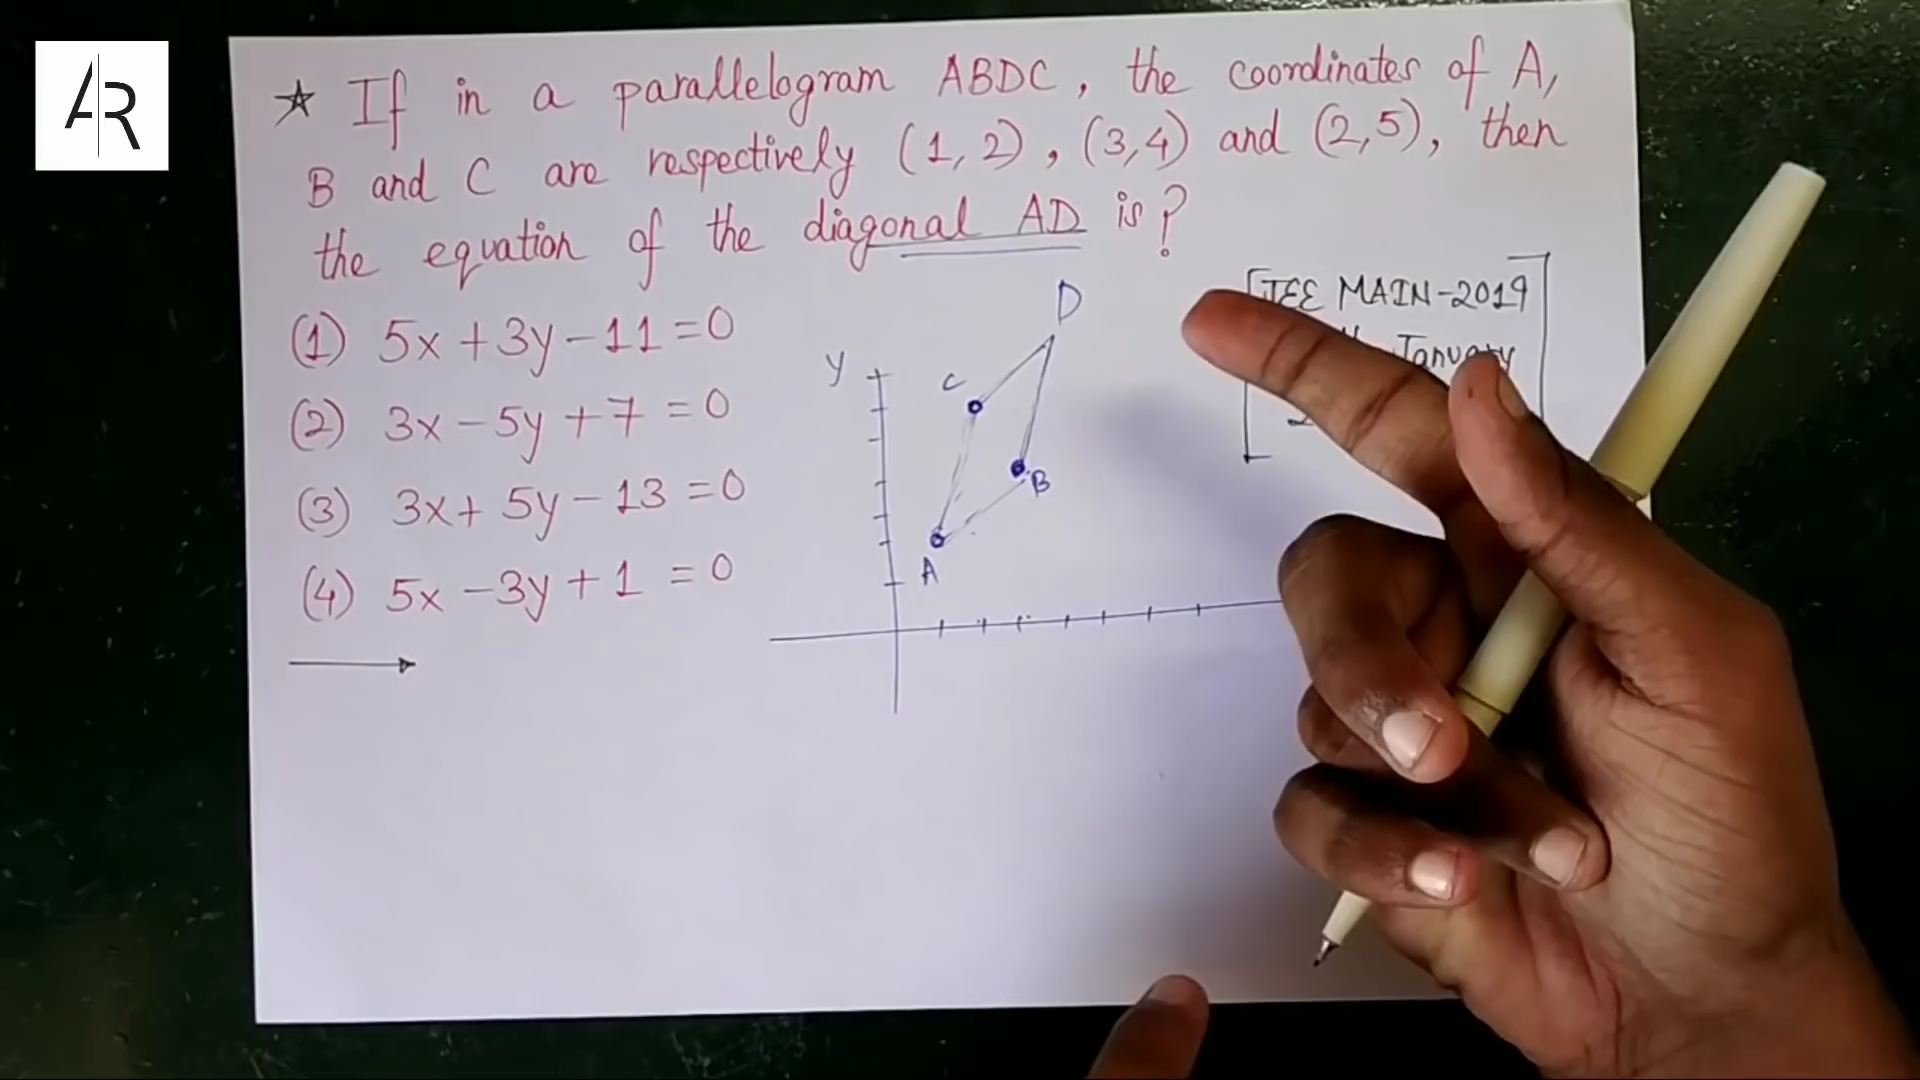 AR
☆ If in a parallelogram ABDC, the coordinates of A,
B and C are respectively (1,2), (3,4) and (2,5), then
the equation of the diagonal AD is?
[JEE MAIN-2019
January
(1) 5x + 3y - 11 = 0
(2) 3x - 5y + 7 = 0
(3) 3x + 5y - 13 = 0
(4) 5x - 3y + 1 = 0
D
y
C
B
A